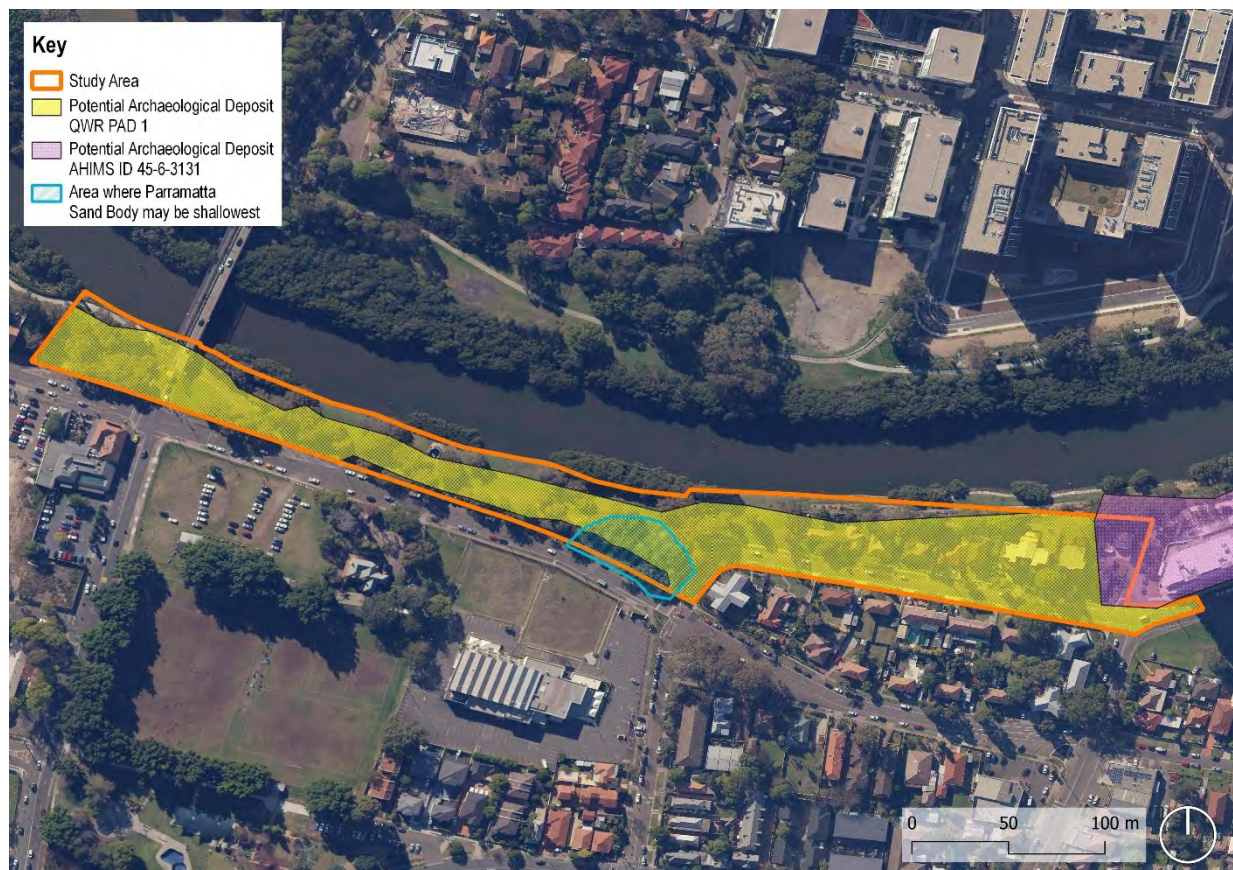 Key
Study Area
Potential Archaeological Deposit
QWR PAD 1
Potential Archaeological Deposit
AHIMS ID 45-6-3131
Area where Parramatta
Sand Body may be shallowest
0 50 100 m